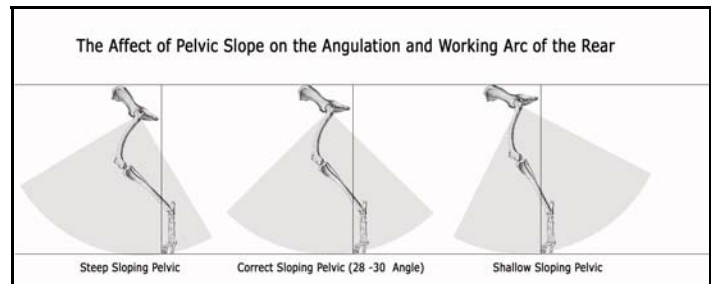 The Affect of Pelvic Slope on the Angulation and Working Arc of the Rear
Steep Sloping Pelvic
Correct Sloping Pelvic (28 -30 Angle)
Shallow Sloping Pelvic